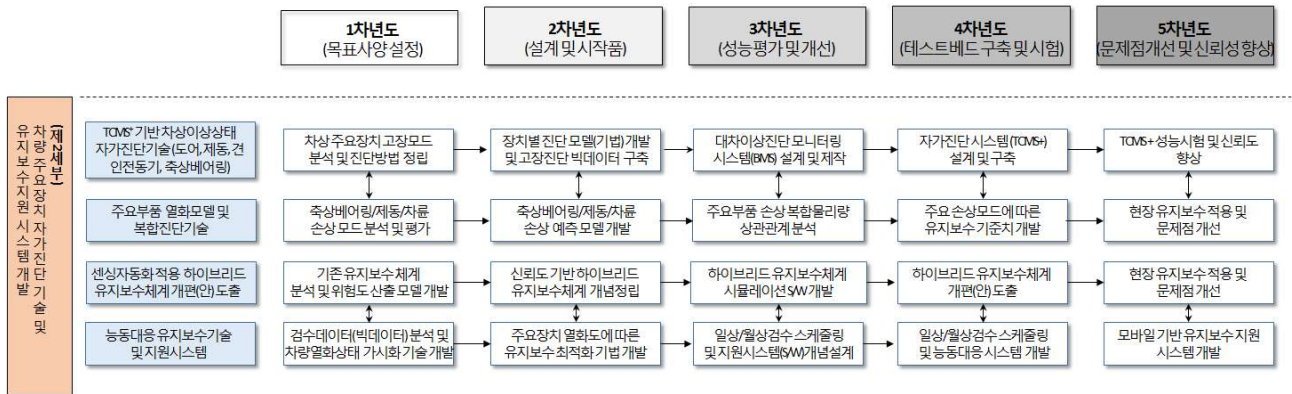 1차년도
(목표사양 설정)
2차년도
(설계 및 시작품)
3차년도
(성능평가 및 개선)
4차년도
(테스트베드 구축 및 시험)
5차년도
(문제점개선 및 신뢰성 향상)
(제2세부)
차량 주요장치 자가진단 기술 및
유지보수지원 시스템 개발
TCMS⁺ 기반 차상이상상태
자가진단기술(도어, 제동, 견
인전동기, 축상베어링)
차상 주요장치 고장모드
분석 및 진단방법 정립
장치별 진단 모델(기법)개발
및 고장진단 빅데이터 구축
대차이상진단 모니터링
시스템(BMS) 설계 및 제작
자가진단 시스템(TCMS+)
설계 및 구축
TCMS+ 성능시험 및 신뢰도
향상
주요부품 열화모델 및
복합진단기술
축상베어링/제동/차륜
손상 모드 분석 및 평가
축상베어링/제동/차륜
손상 예측 모델 개발
주요부품 손상 복합물리량
상관관계 분석
주요 손상모드에 따른
유지보수 기준치 개발
현장 유지보수 적용 및
문제점 개선
센싱자동화 적용 하이브리드
유지보수체계 개편(안) 도출
기존 유지보수 체계
분석 및 위험도 산출 모델 개발
신뢰도 기반 하이브리드
유지보수체계 개념정립
하이브리드 유지보수체계
시뮬레이션 S/W 개발
하이브리드 유지보수체계
개편(안) 도출
현장 유지보수 적용 및
문제점 개선
능동대응 유지보수기술
및 지원시스템
검수데이터(빅데이터) 분석 및
차량열화상태 가시화 기술 개발
주요장치 열화도에 따른
유지보수 최적화 기법 개발
일상/월상검수 스케줄링
및 지원시스템(S/W)개념설계
일상/월상검수 스케줄링
및 능동대응 시스템 개발
모바일 기반 유지보수 지원
시스템 개발